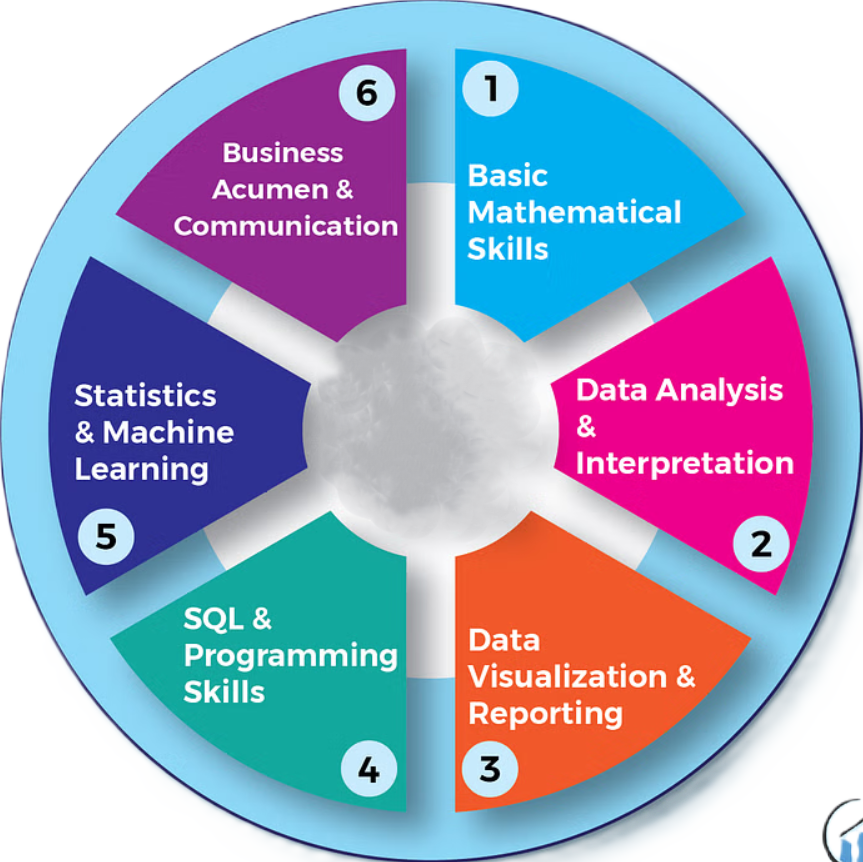 1
Basic
Mathematical
Skills
Data Analysis
&
Interpretation
2
Data
Visualization &
Reporting
3
SQL &
Programming
Skills
4
Statistics
& Machine
Learning
5
6
Business
Acumen &
Communication